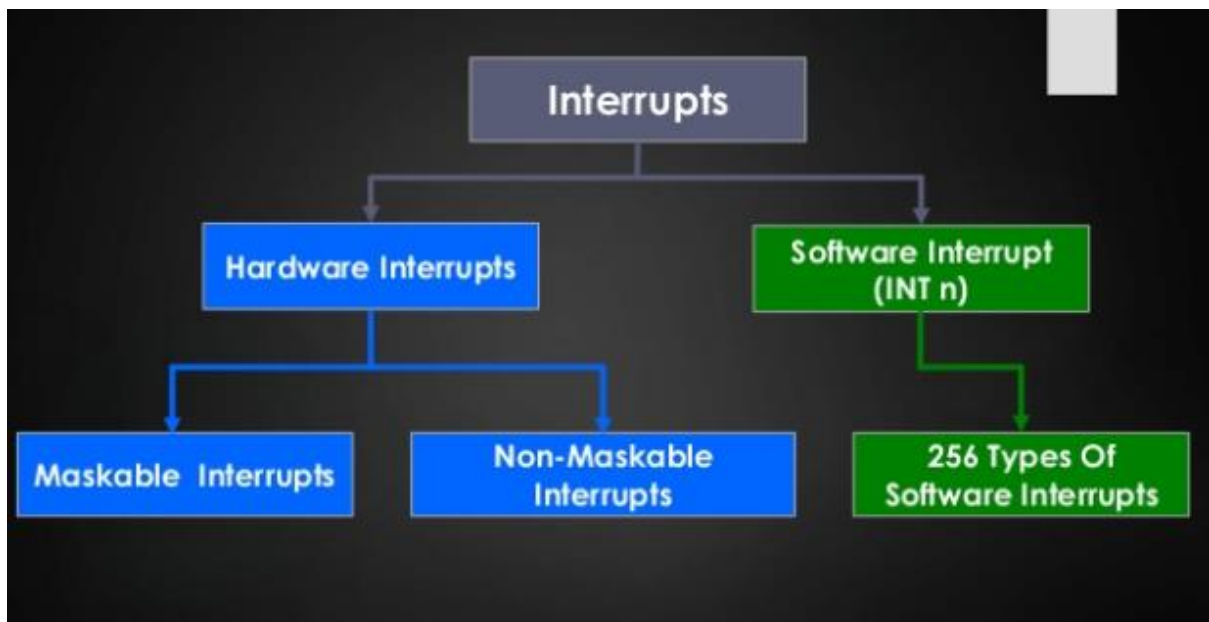 Interrupts
Hardware Interrupts
Software Interrupt
(INT n)
Maskable Interrupts
Non-Maskable
Interrupts
256 Types Of
Software Interrupts